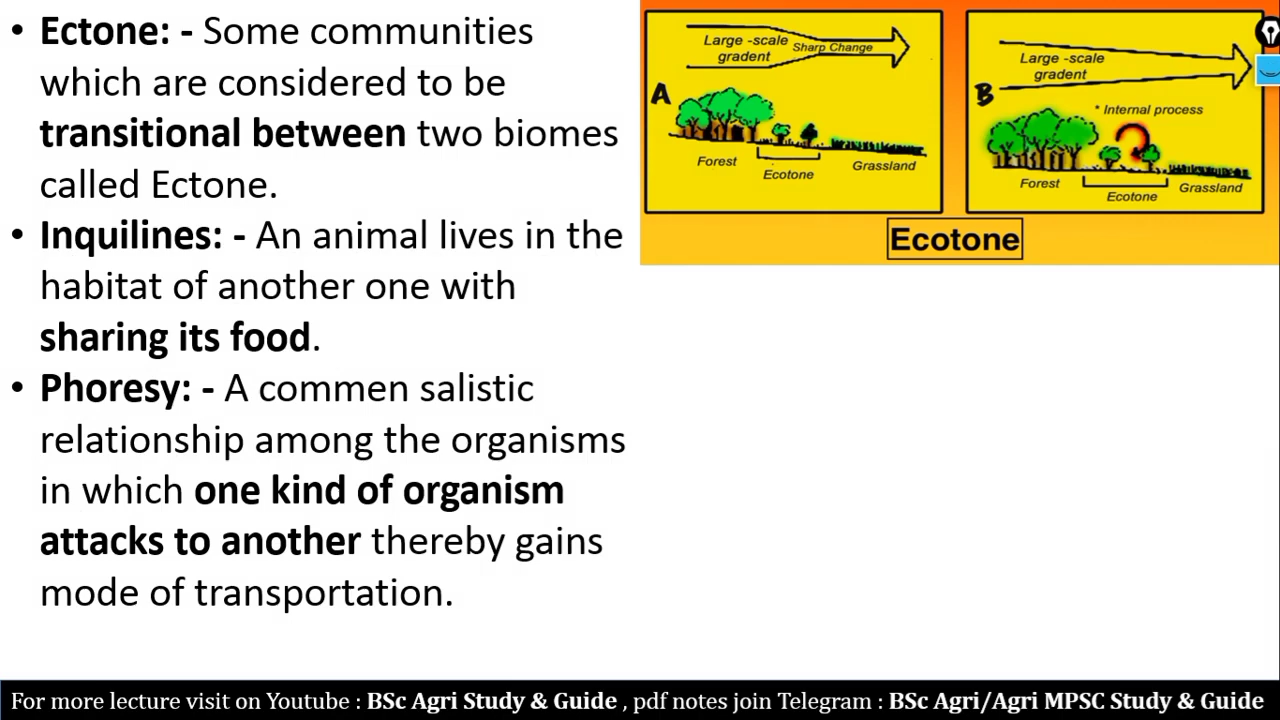 • Ectone: - Some communities
which are considered to be
transitional between two biomes
called Ectone.
• Inquilines: - An animal lives in the
habitat of another one with
sharing its food.
• Phoresy: - A commen salistic
relationship among the organisms
in which one kind of organism
attacks to another thereby gains
mode of transportation.
Large -scale
gradent
Sharp Change
A
Forest
Ecotone
Grassland
Large -scale
gradent
B
* Internal process
Forest
Ecotone
Grassland
Ecotone
For more lecture visit on Youtube : BSc Agri Study & Guide , pdf notes join Telegram : BSc Agri/Agri MPSC Study & Guide